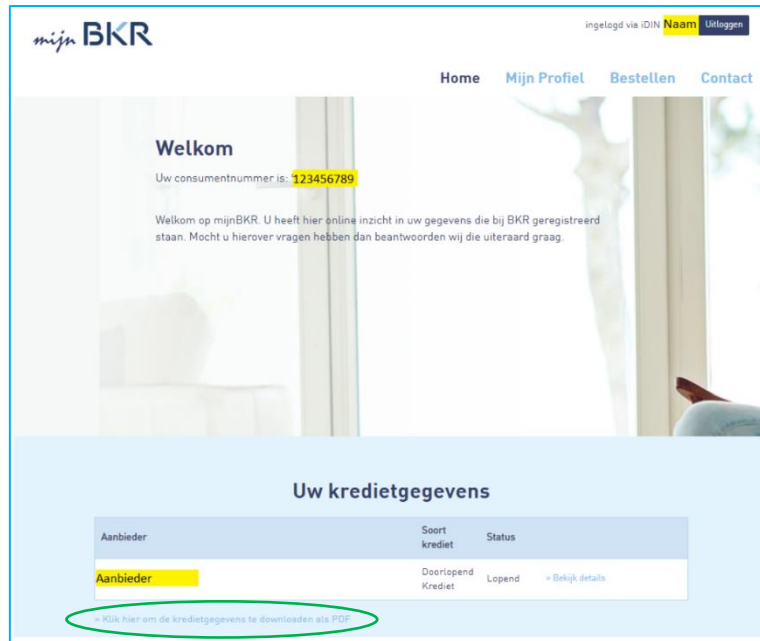 mijn BKR
ingelogd via iDIN Naam Uitloggen
Home Mijn Profiel Bestellen Contact
Welkom
Uw consumentnummer is: 123456789
Welkom op mijnBKR. U heeft hier online inzicht in uw gegevens die bij BKR geregistreerd
staan. Mocht u hierover vragen hebben dan beantwoorden wij die uiteraard graag.
Uw kredietgegevens
Aanbieder Soort krediet Status
Aanbieder Doorlopend Krediet Lopend » Bekijk details
» Klik hier om de kredietgegevens te downloaden als PDF